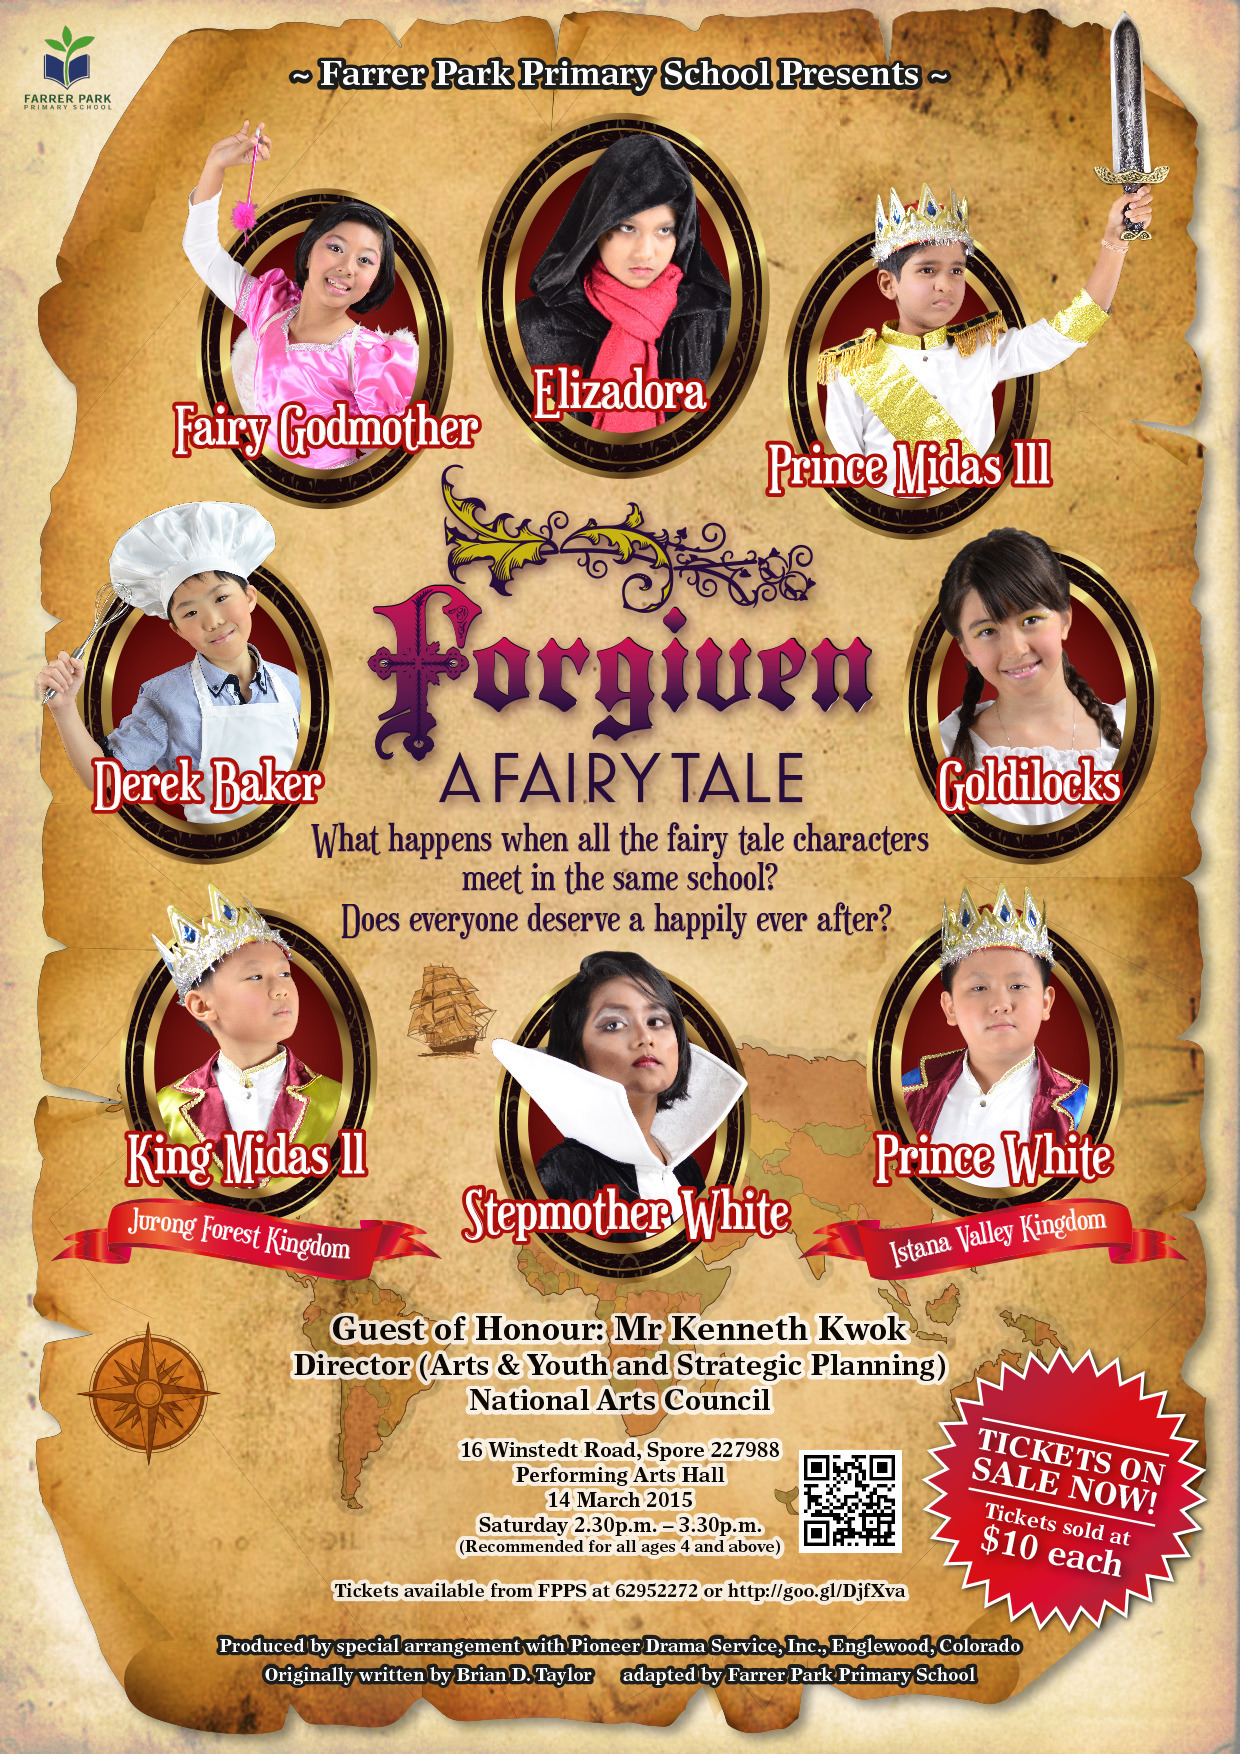 FARRER PARK
PRIMARY SCHOOL
~ Farrer Park Primary School Presents ~
Fairy Godmother
Elizadora
Prince Midas III
Derek Baker
Forgiven
A FAIRY TALE
Goldilocks
What happens when all the fairy tale characters
meet in the same school?
Does everyone deserve a happily ever after?
King Midas II
Jurong Forest Kingdom
Stepmother White
Prince White
Istana Valley Kingdom
Guest of Honour: Mr Kenneth Kwok
Director (Arts & Youth and Strategic Planning)
National Arts Council
16 Winstedt Road, Spore 227988
Performing Arts Hall
14 March 2015
Saturday 2.30p.m. – 3.30p.m.
(Recommended for all ages 4 and above)
TICKETS ON
SALE NOW!
Tickets sold at
$10 each
Tickets available from FPPS at 62952272 or http://goo.gl/DjfXva
Produced by special arrangement with Pioneer Drama Service, Inc., Englewood, Colorado
Originally written by Brian D. Taylor adapted by Farrer Park Primary School